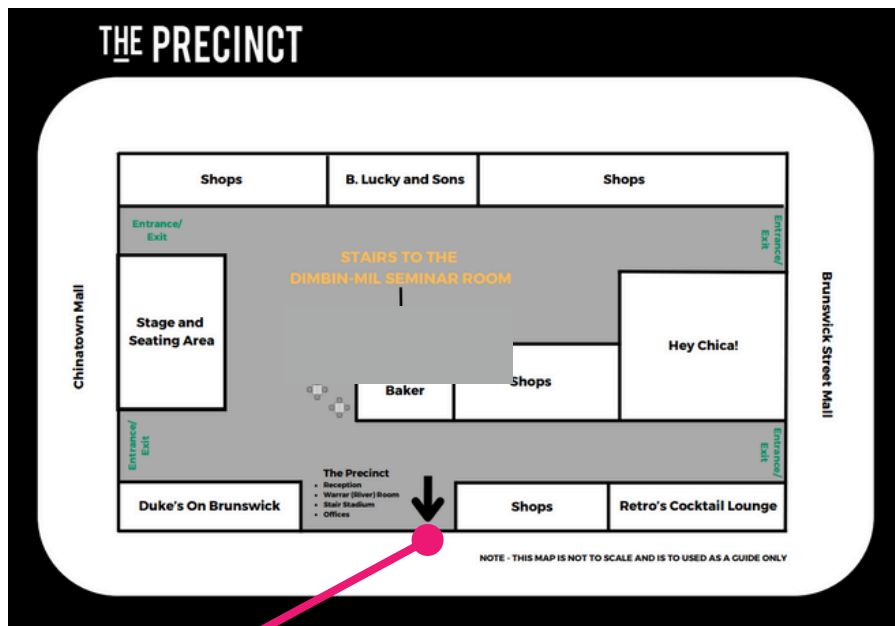 THE PRECINCT
Shops
B. Lucky and Sons
Shops
Entrance/
Exit
Entrance/
Exit
STAIRS TO THE
DIMBIN-MIL SEMINAR ROOM
Chinatown Mall
Stage and
Seating Area
Hey Chica!
Brunswick Street Mall
Baker
Shops
Entrance/
Exit
Entrance/
Exit
The Precinct
• Reception
• Warrar (River) Room
• Stair Stadium
• Offices
Duke's On Brunswick
Shops
Retro's Cocktail Lounge
NOTE - THIS MAP IS NOT TO SCALE AND IS TO USED AS A GUIDE ONLY